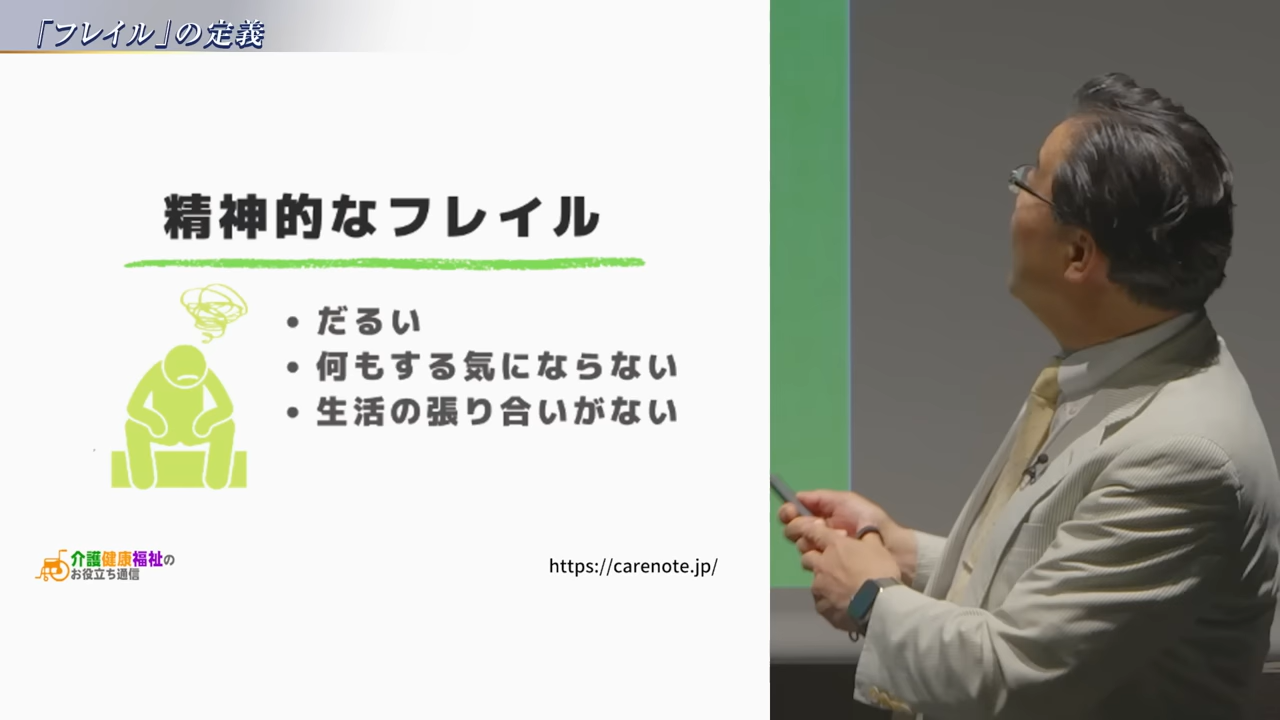 「フレイル」の定義
精神的なフレイル
• だるい
• 何もする気にならない
• 生活の張り合いがない
介護健康福祉の
お役立ち通信
https://carenote.jp/